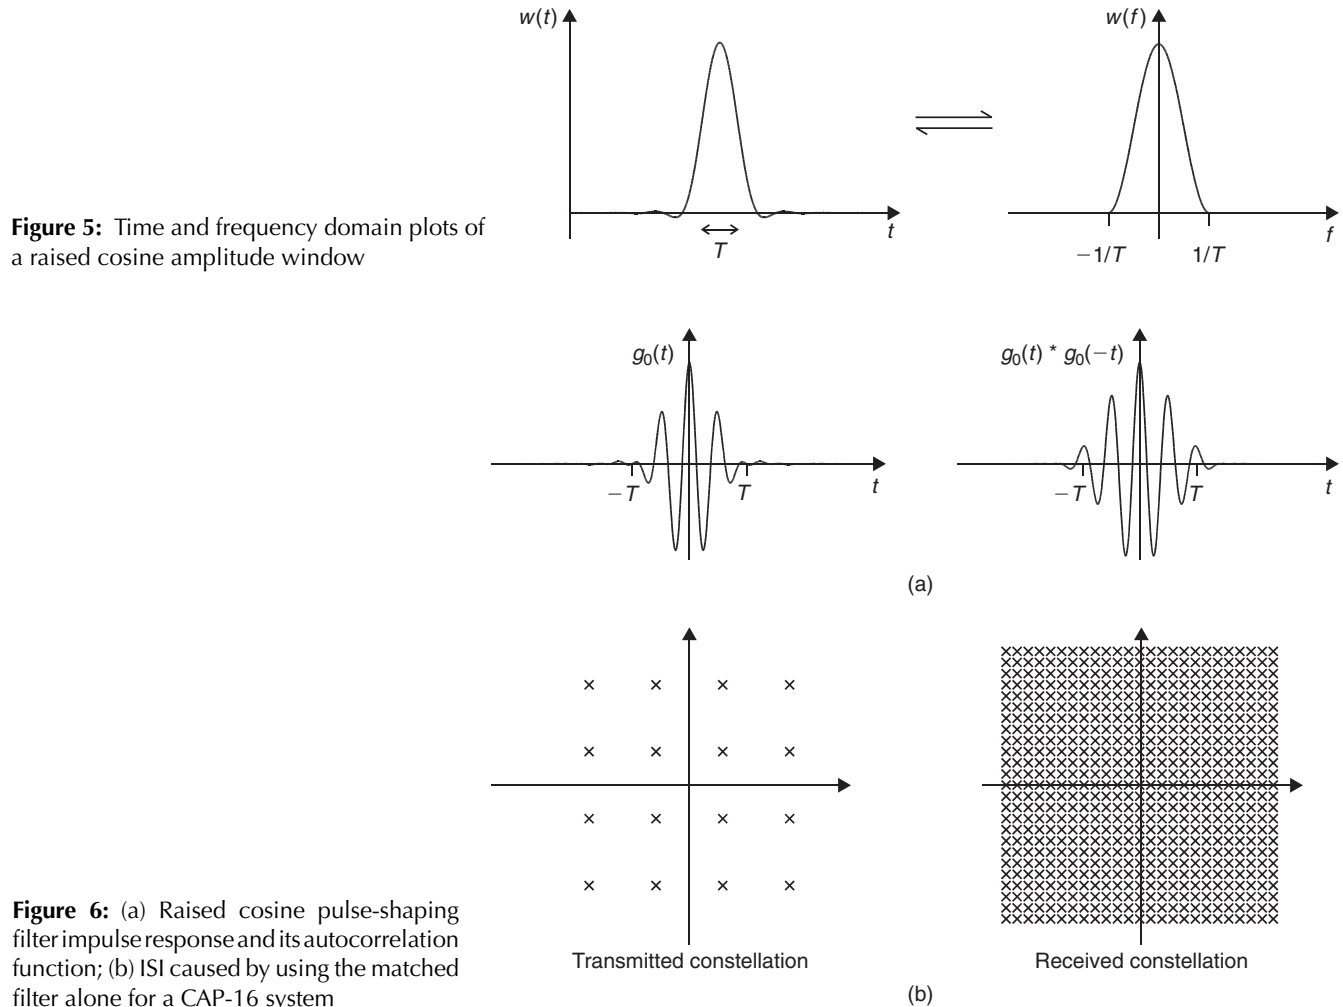 w(t)
w(f)
t
T
−1/T
1/T
f
Figure 5: Time and frequency domain plots of
a raised cosine amplitude window
g0(t)
−T
T
t
g0(t) * g0(−t)
−T
T
t
(a)
Transmitted constellation
Received constellation
(b)
Figure 6: (a) Raised cosine pulse-shaping
filter impulse response and its autocorrelation
function; (b) ISI caused by using the matched
filter alone for a CAP-16 system